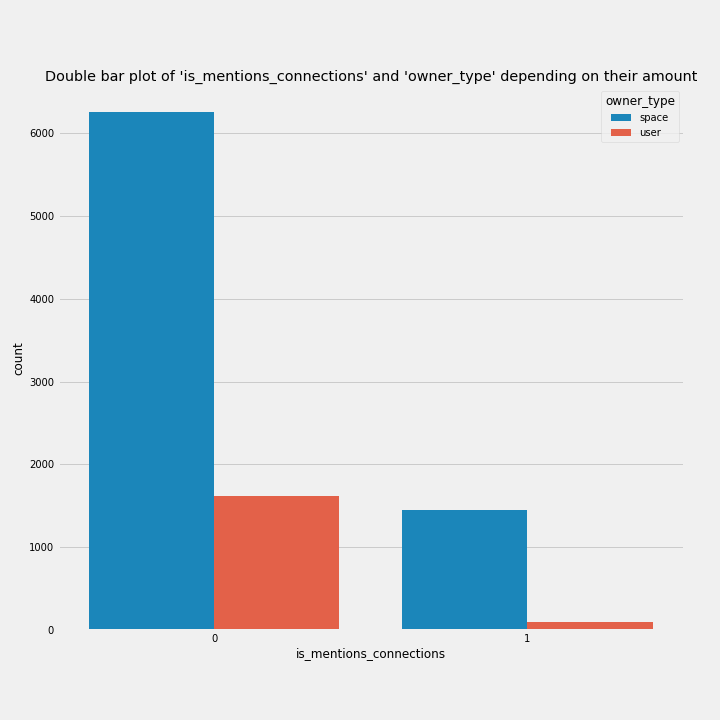 Double bar plot of 'is_mentions_connections' and 'owner_type' depending on their amount
owner_type
space
user
6000
5000
4000
3000
2000
1000
0
count
0
1
is_mentions_connections